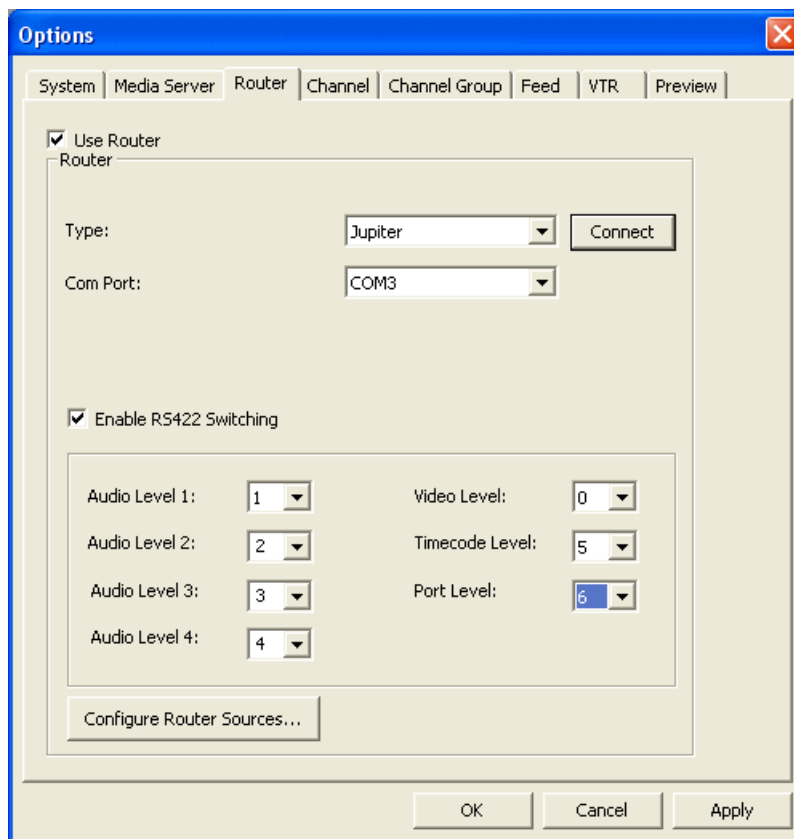 Options
System Media Server Router Channel Channel Group Feed VTR Preview
Use Router
Router
Type: Jupiter Connect
Com Port: COM3
Enable RS422 Switching
Audio Level 1: 1 Video Level: 0
Audio Level 2: 2 Timecode Level: 5
Audio Level 3: 3 Port Level: 6
Audio Level 4: 4
Configure Router Sources...
OK Cancel Apply